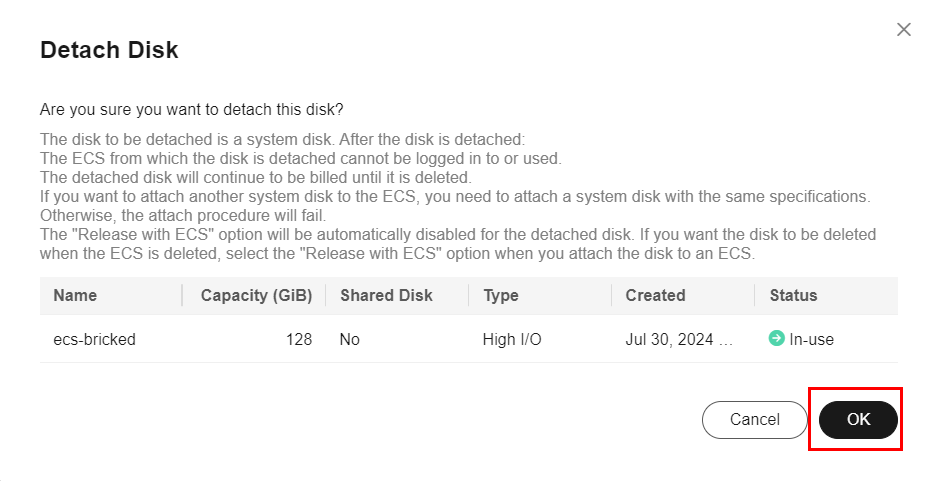 Detach Disk
Are you sure you want to detach this disk?
The disk to be detached is a system disk. After the disk is detached:
The ECS from which the disk is detached cannot be logged in to or used.
The detached disk will continue to be billed until it is deleted.
If you want to attach another system disk to the ECS, you need to attach a system disk with the same specifications.
Otherwise, the attach procedure will fail.
The "Release with ECS" option will be automatically disabled for the detached disk. If you want the disk to be deleted
when the ECS is deleted, select the "Release with ECS" option when you attach the disk to an ECS.
Name Capacity (GiB) Shared Disk Type Created Status
ecs-bricked 128 No High I/O Jul 30, 2024 ... In-use
Cancel OK